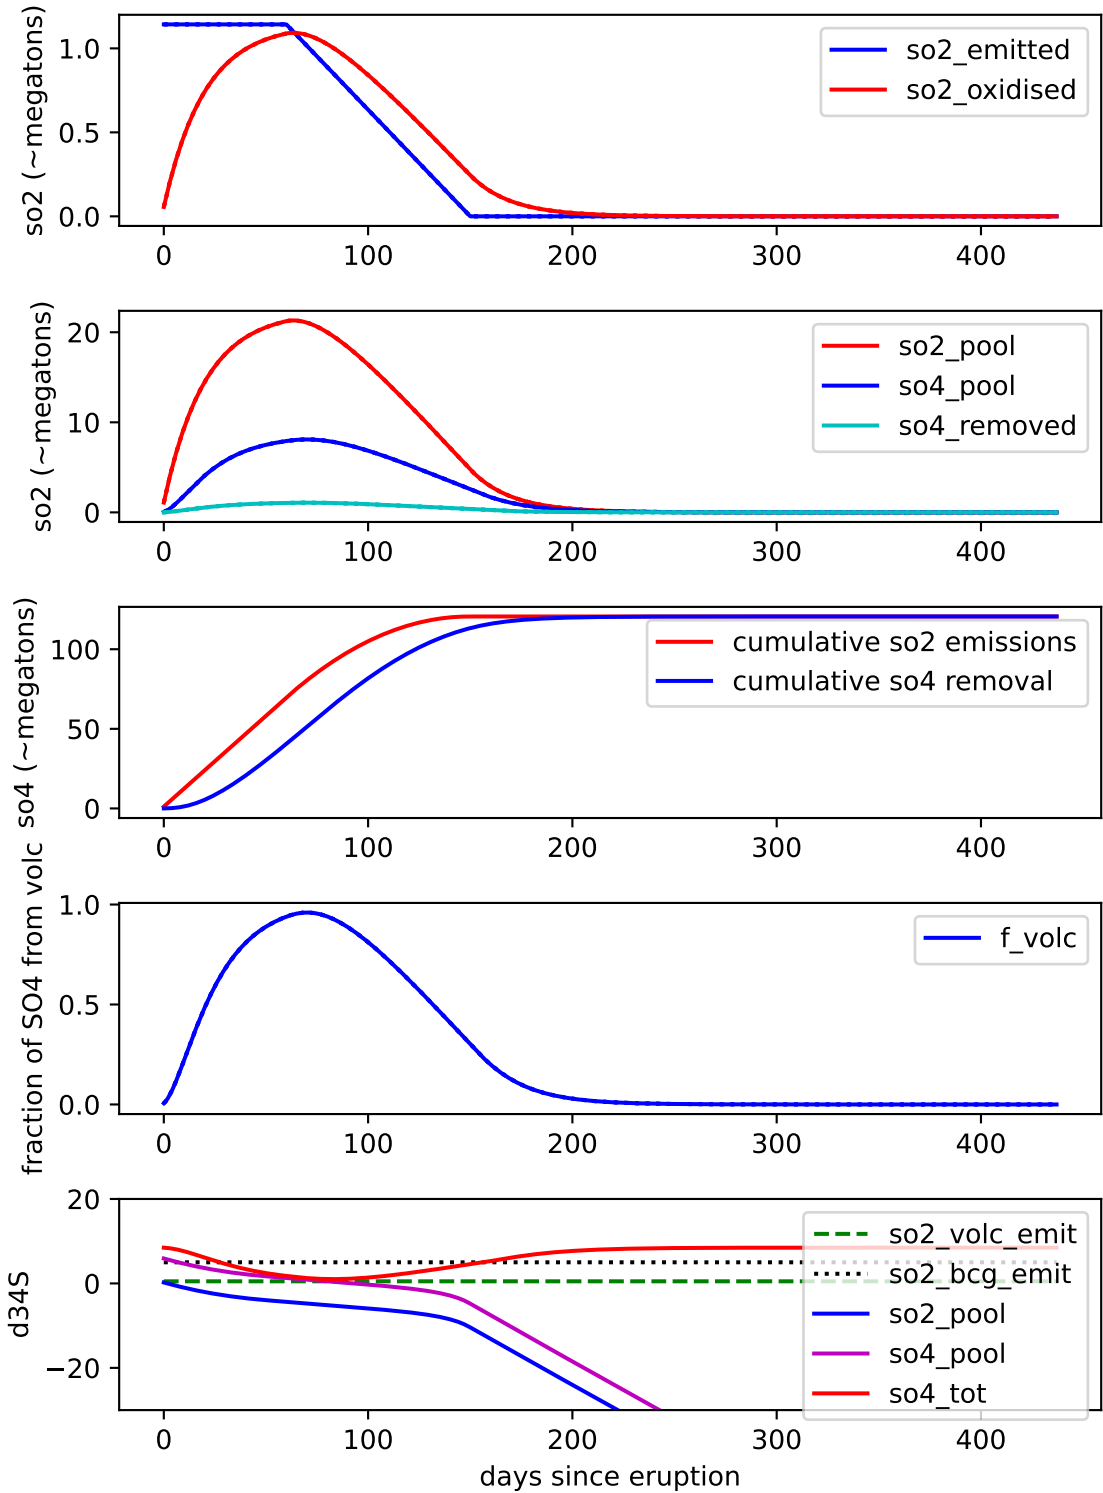 so2 (~megatons)
1.0
0.5
0.0
so2_emitted
so2_oxidised
0 100 200 300 400
so2 (~megatons)
20
10
0
so2_pool
so4_pool
so4_removed
0 100 200 300 400
so4 (~megatons)
100
50
0
cumulative so2 emissions
cumulative so4 removal
0 100 200 300 400
fraction of SO4 from volc
1.0
0.5
0.0
f_volc
0 100 200 300 400
d34S
20
0
−20
so2_volc_emit
so2_bcg_emit
so2_pool
so4_pool
so4_tot
0 100 200 300 400
days since eruption